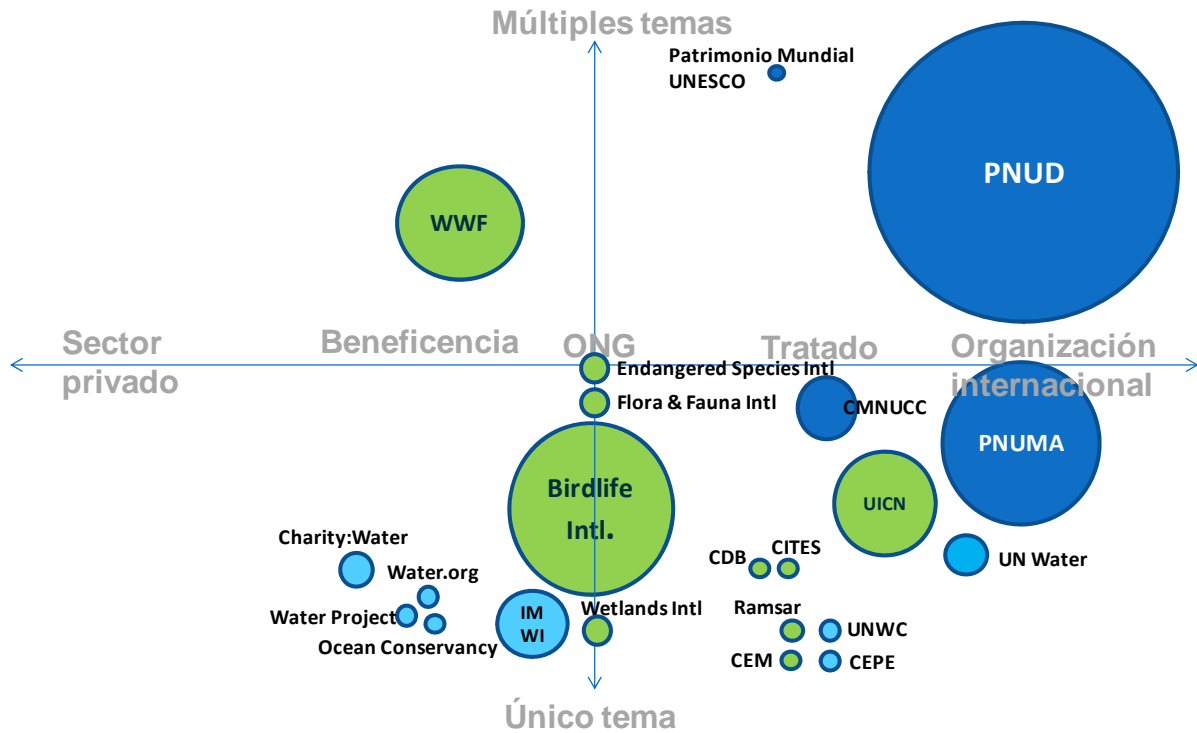 Múltiples temas
Patrimonio Mundial
UNESCO
PNUD
WWF
Sector
privado
Beneficencia
ONG
Tratado
Organización
internacional
Endangered Species Intl
Flora & Fauna Intl
CMNUCC
PNUMA
Birdlife
Intl.
UICN
Charity:Water
CDB
CITES
UN Water
Water.org
Water Project
Ocean Conservancy
IM
WI
Wetlands Intl
Ramsar
UNWC
CEM
CEPE
Único tema